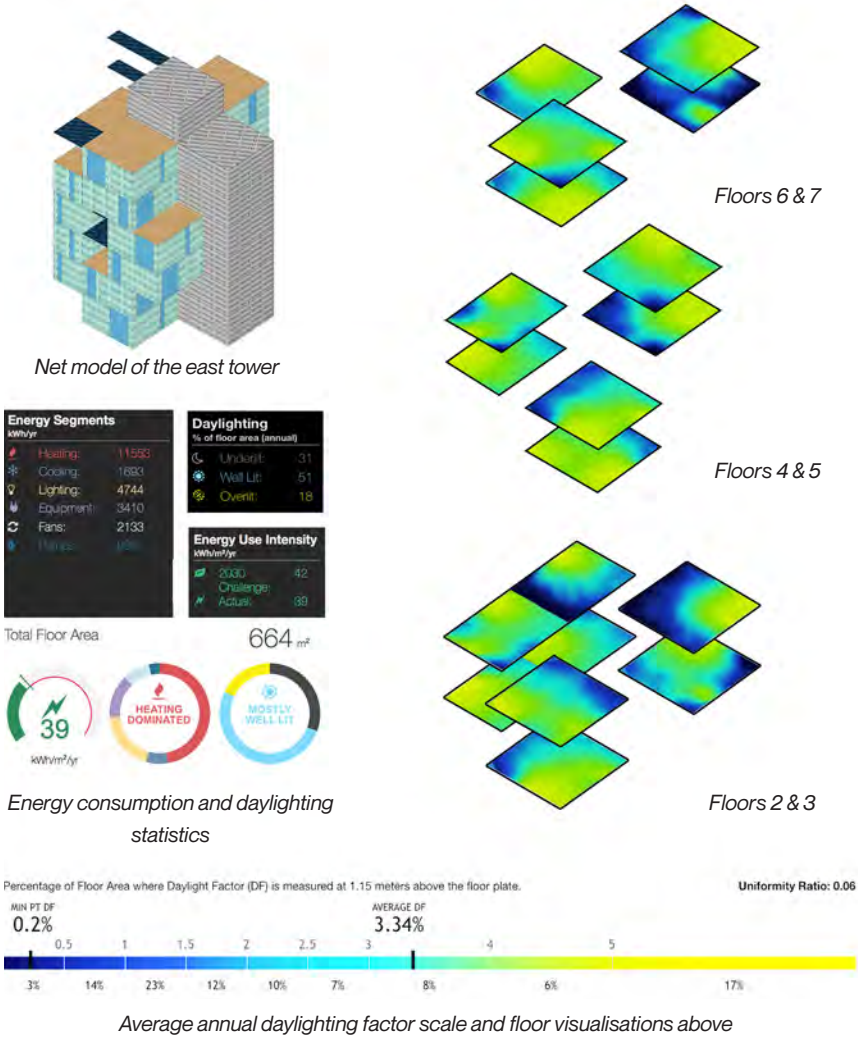 Floors 6 & 7
Net model of the east tower
Floors 4 & 5
Energy Segments
kWh/yr
Heating: 11553
Cooling: 1693
Lighting: 4744
Equipment: 3410
Fans: 2133
Daylighting
% of floor area (annual)
Underlit: 31
Well Lit: 51
Overlit: 18
Energy Use Intensity
kWh/m²/yr
2030 Challenge: 42
Actual: 39
Total Floor Area 664 m²
39
kWh/m²/yr
HEATING
DOMINATED
MOSTLY
WELL LIT
Energy consumption and daylighting
statistics
Floors 2 & 3
Percentage of Floor Area where Daylight Factor (DF) is measured at 1.15 meters above the floor plate. Uniformity Ratio: 0.06
MIN PT DF AVERAGE DF
0.2% 3.34%
0.5 1 1.5 2 2.5 3 4 5
3% 14% 23% 12% 10% 7% 8% 6% 17%
Average annual daylighting factor scale and floor visualisations above